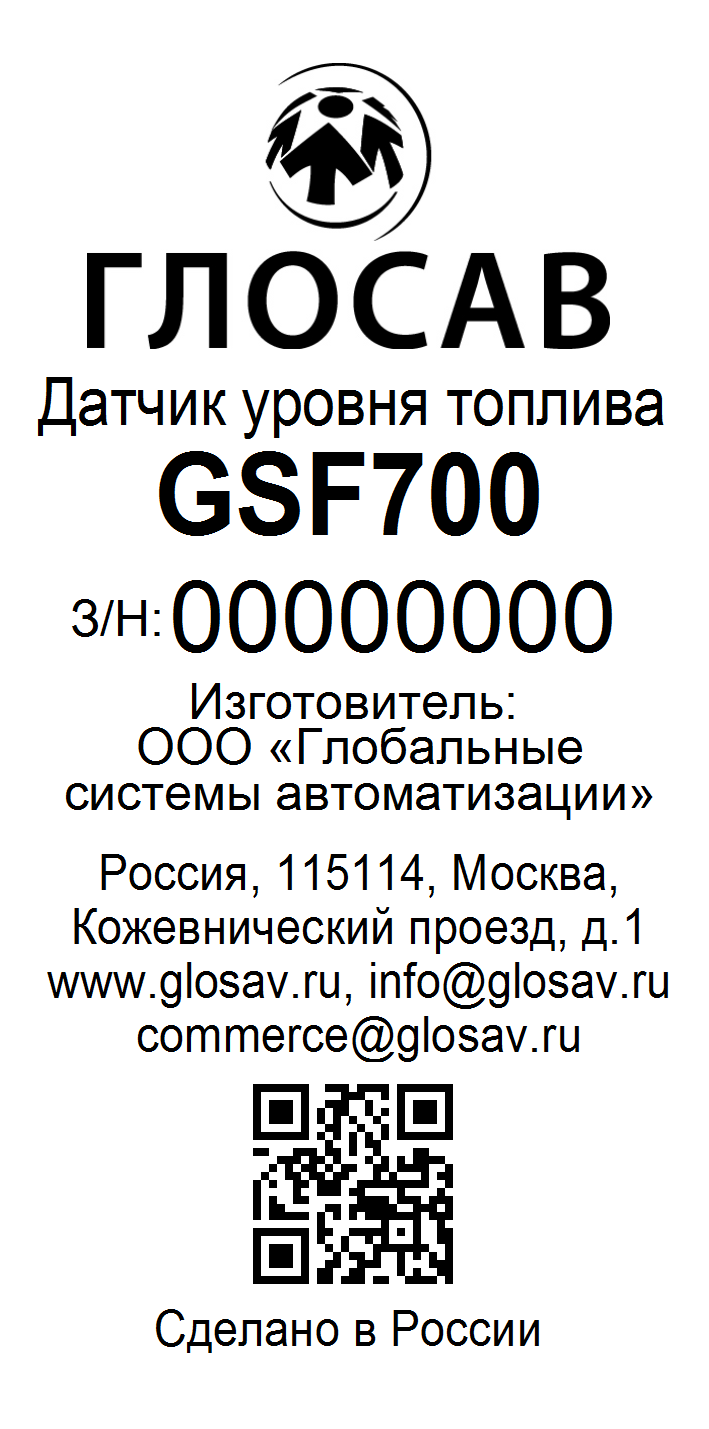 ГЛОСАВ
Датчик уровня топлива
GSF700
З/Н: 00000000
Изготовитель:
ООО «Глобальные
системы автоматизации»
Россия, 115114, Москва,
Кожевнический проезд, д.1
www.glosav.ru, info@glosav.ru
commerce@glosav.ru
Сделано в России